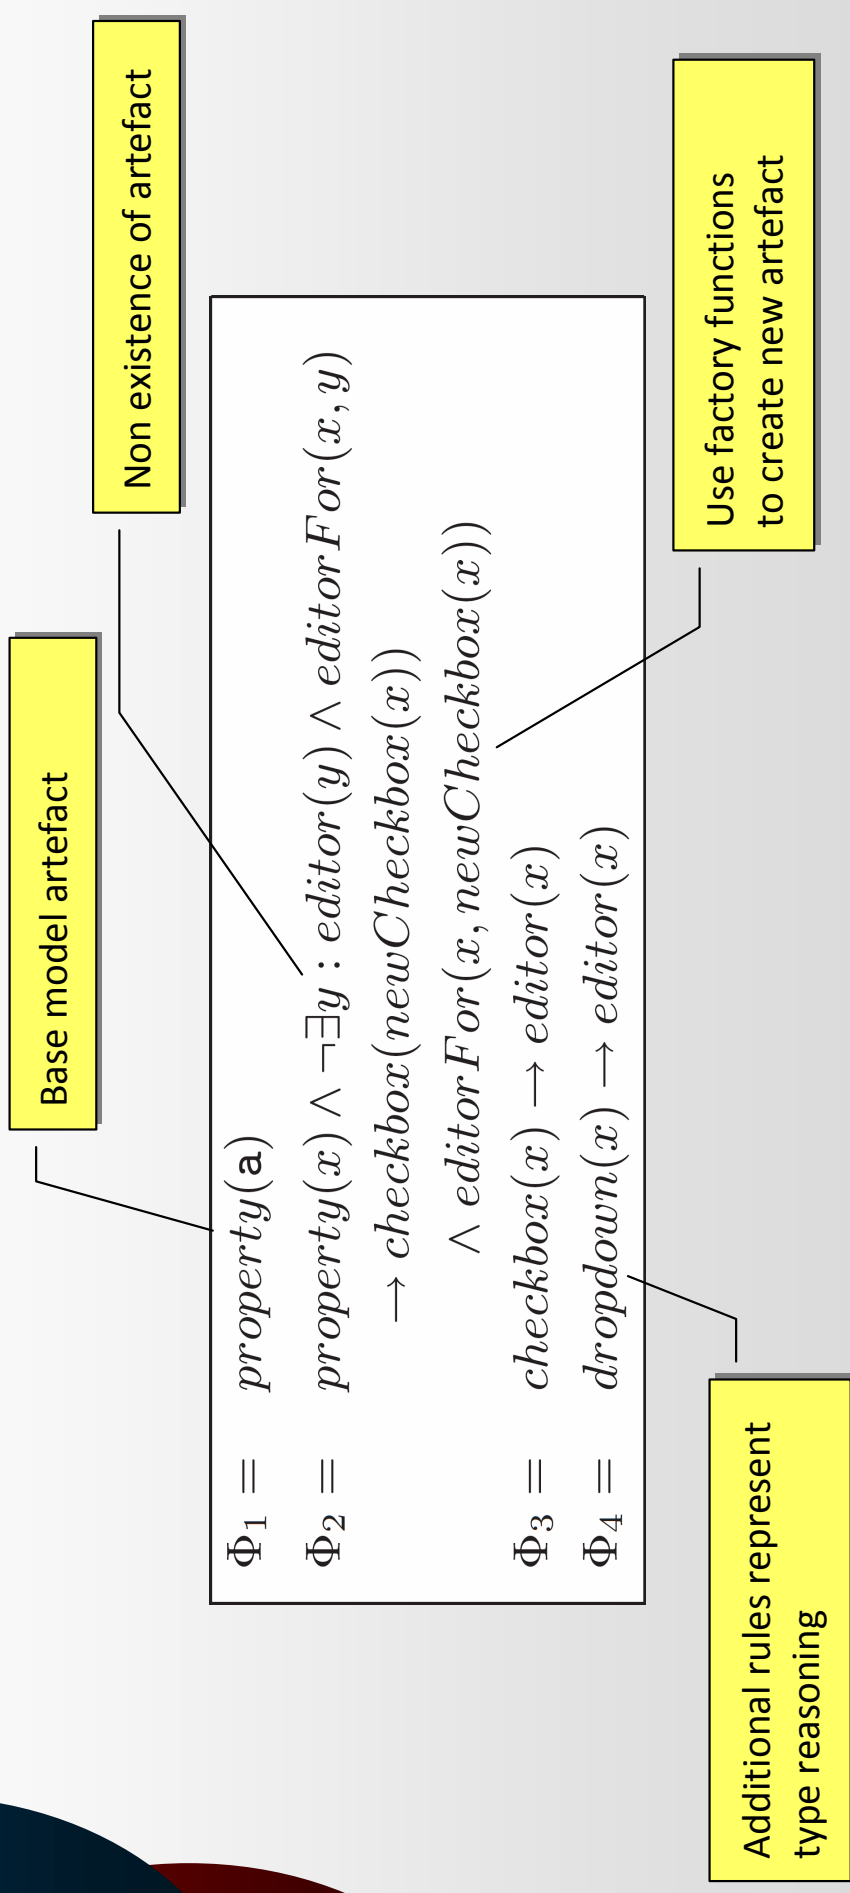 Base model artefact
Non existence of artefact
Φ₁ = property(a)
Φ₂ = property(x) ∧ ¬∃y : editor(y) ∧ editorFor(x, y)
→ checkbox(newCheckbox(x))
∧ editorFor(x, newCheckbox(x))
Φ₃ = checkbox(x) → editor(x)
Φ₄ = dropdown(x) → editor(x)
Additional rules represent
type reasoning
Use factory functions
to create new artefact